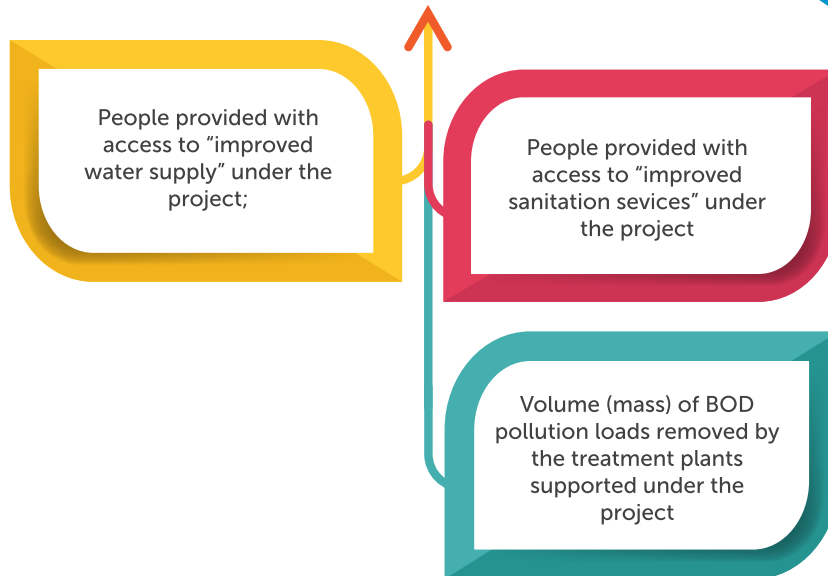 People provided with
access to “improved
water supply” under the
project;
People provided with
access to “improved
sanitation sevices” under
the project
Volume (mass) of BOD
pollution loads removed by
the treatment plants
supported under the
project